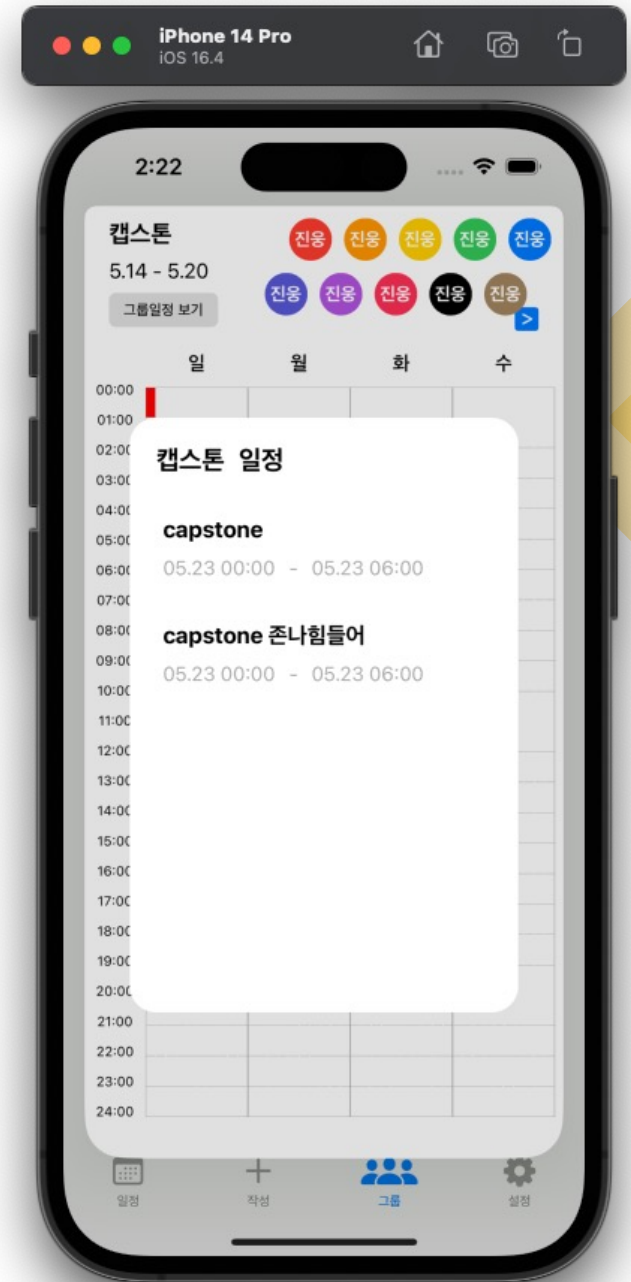 iPhone 14 Pro
iOS 16.4
2:22
캡스톤
진웅 진웅 진웅 진웅 진웅
5.14 - 5.20
진웅 진웅 진웅 진웅 진웅
그룹일정 보기
>
일 월 화 수
00:00
01:00
02:00
캡스톤 일정
03:00
04:00
capstone
05:00
06:00
05.23 00:00 - 05.23 06:00
07:00
08:00
capstone 존나힘들어
09:00
05.23 00:00 - 05.23 06:00
10:00
11:00
12:00
13:00
14:00
15:00
16:00
17:00
18:00
19:00
20:00
21:00
22:00
23:00
24:00
일정 작성 그룹 설정